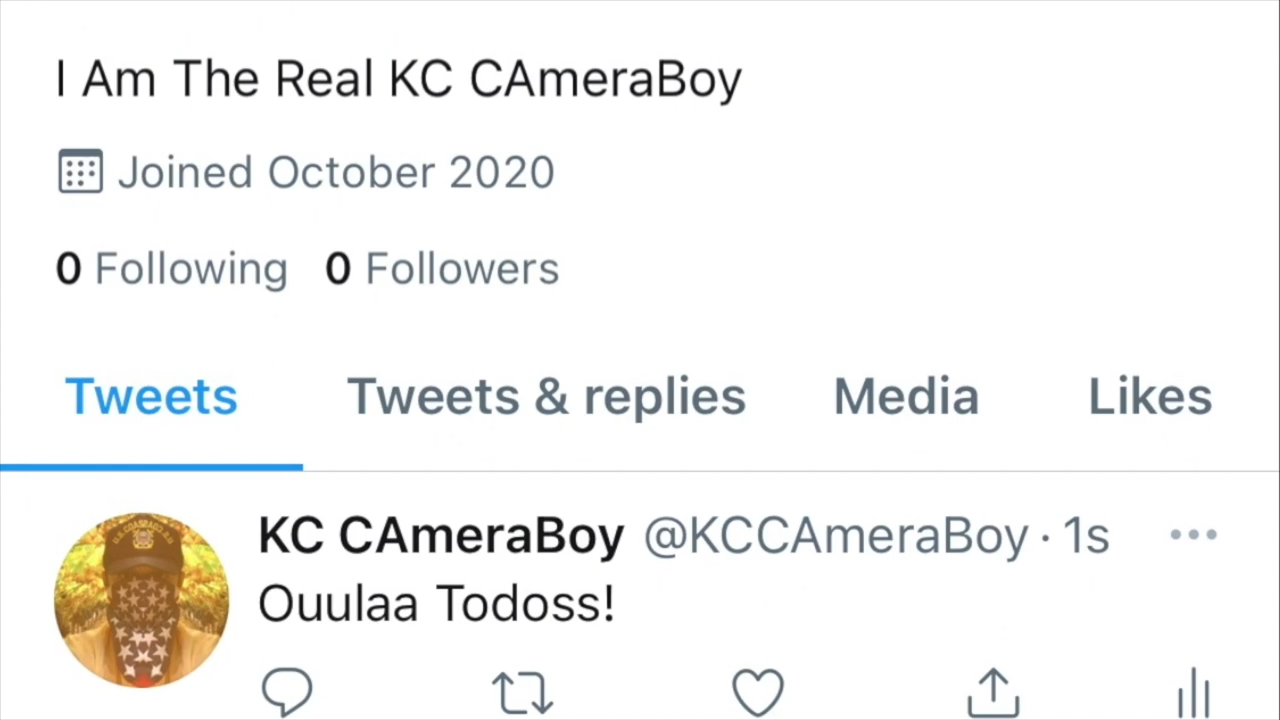 I Am The Real KC CAmeraBoy
Joined October 2020
0 Following 0 Followers
Tweets Tweets & replies Media Likes
KC CAmeraBoy @KCCAmeraBoy · 1s
Ouulaa Todoss!